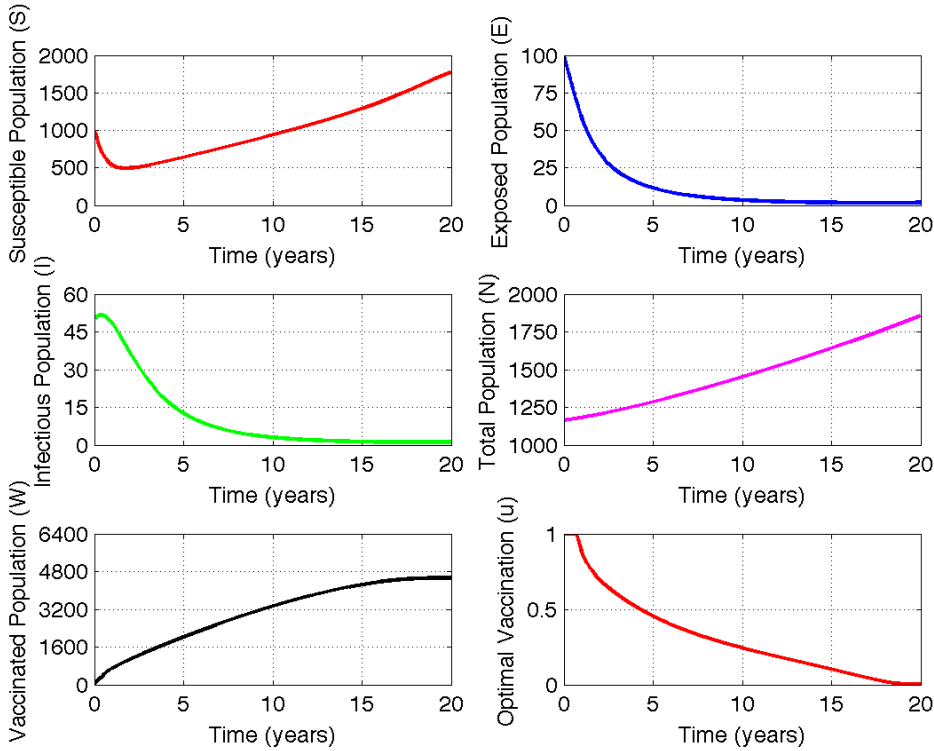 Susceptible Population (S)
2000
1500
1000
500
0
0 5 10 15 20
Time (years)
Exposed Population (E)
100
75
50
25
0
0 5 10 15 20
Time (years)
Infectious Population (I)
60
45
30
15
0
0 5 10 15 20
Time (years)
Total Population (N)
2000
1750
1500
1250
1000
0 5 10 15 20
Time (years)
Vaccinated Population (W)
6400
4800
3200
1600
0
0 5 10 15 20
Time (years)
Optimal Vaccination (u)
1
0.5
0
0 5 10 15 20
Time (years)